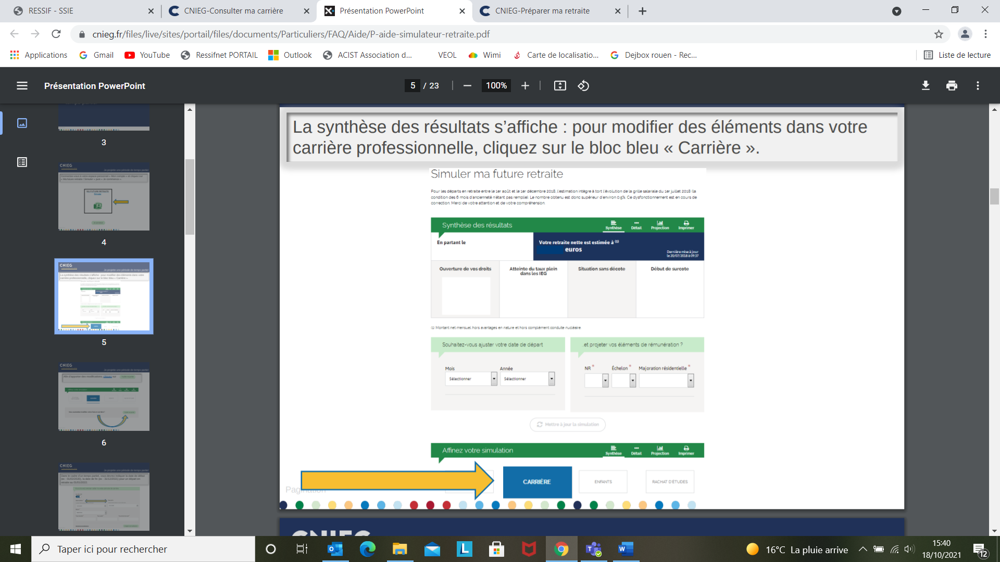 RESSIF - SSIE
CNIEG-Consulter ma carrière
Présentation PowerPoint
CNIEG-Préparer ma retraite
cnieg.fr/files/live/sites/portail/files/documents/Particuliers/FAQ/Aide/P-aide-simulateur-retraite.pdf
Applications
Gmail
YouTube
Ressifnet PORTAIL
Outlook
ACIST Association d...
VEOL
Wimi
Carte de localisatio...
Dejbox rouen - Rec...
Liste de lecture
Présentation PowerPoint
5 / 23
100%
3
CNIEG
4
CNIEG
5
CNIEG
6
CNIEG
La synthèse des résultats s’affiche : pour modifier des éléments dans votre
carrière professionnelle, cliquez sur le bloc bleu « Carrière ».
Simuler ma future retraite
Pour les départs en retraite entre le 1er août et le 1er décembre 2018, l'estimation intègre à tort l'évolution de la grille salariale du 1er juillet 2018 (la
condition des 6 mois d'ancienneté n'étant pas remplie). Le nombre obtenu est donc supérieur d'environ 0,5%. Ce dysfonctionnement est en cours de
correction. Merci de votre attention et de votre compréhension.
Synthèse des résultats
Synthèse
Détail
Projection
Imprimer
En partant le
Votre retraite nette est estimée à (1)
euros
Dernière mise à jour
le 20/07/2018 à 09:37
Ouverture de vos droits
Atteinte du taux plein
dans les IEG
Situation sans décote
Début de surcote
(1) Montant net mensuel hors avantages en nature et hors complément conduite nucléaire
Souhaitez-vous ajuster votre date de départ
...et projeter vos éléments de rémunération ?
Mois
Année
Sélectionner
Sélectionner
NR *
Échelon *
Majoration résidentielle *
Mettre à jour la simulation
Affinez votre simulation
Synthèse
Détail
Projection
Imprimer
CARRIÈRE
ENFANTS
RACHAT D'ETUDES
Pagination
CNIEG
Taper ici pour rechercher
16°C La pluie arrive
15:40
18/10/2021
12